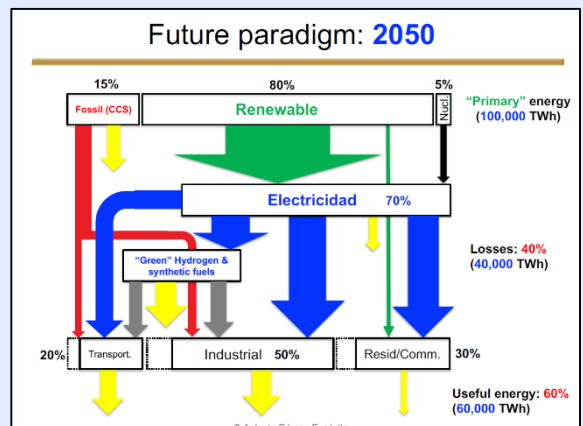 Future paradigm: 2050
15%
80%
5%
Fossil (CCS)
Renewable
Nucl.
"Primary" energy
(100,000 TWh)
Electricidad 70%
Losses: 40%
(40,000 TWh)
"Green" Hydrogen &
synthetic fuels
20%
Transport.
Industrial 50%
Resid/Comm.
30%
Useful energy: 60%
(60,000 TWh)